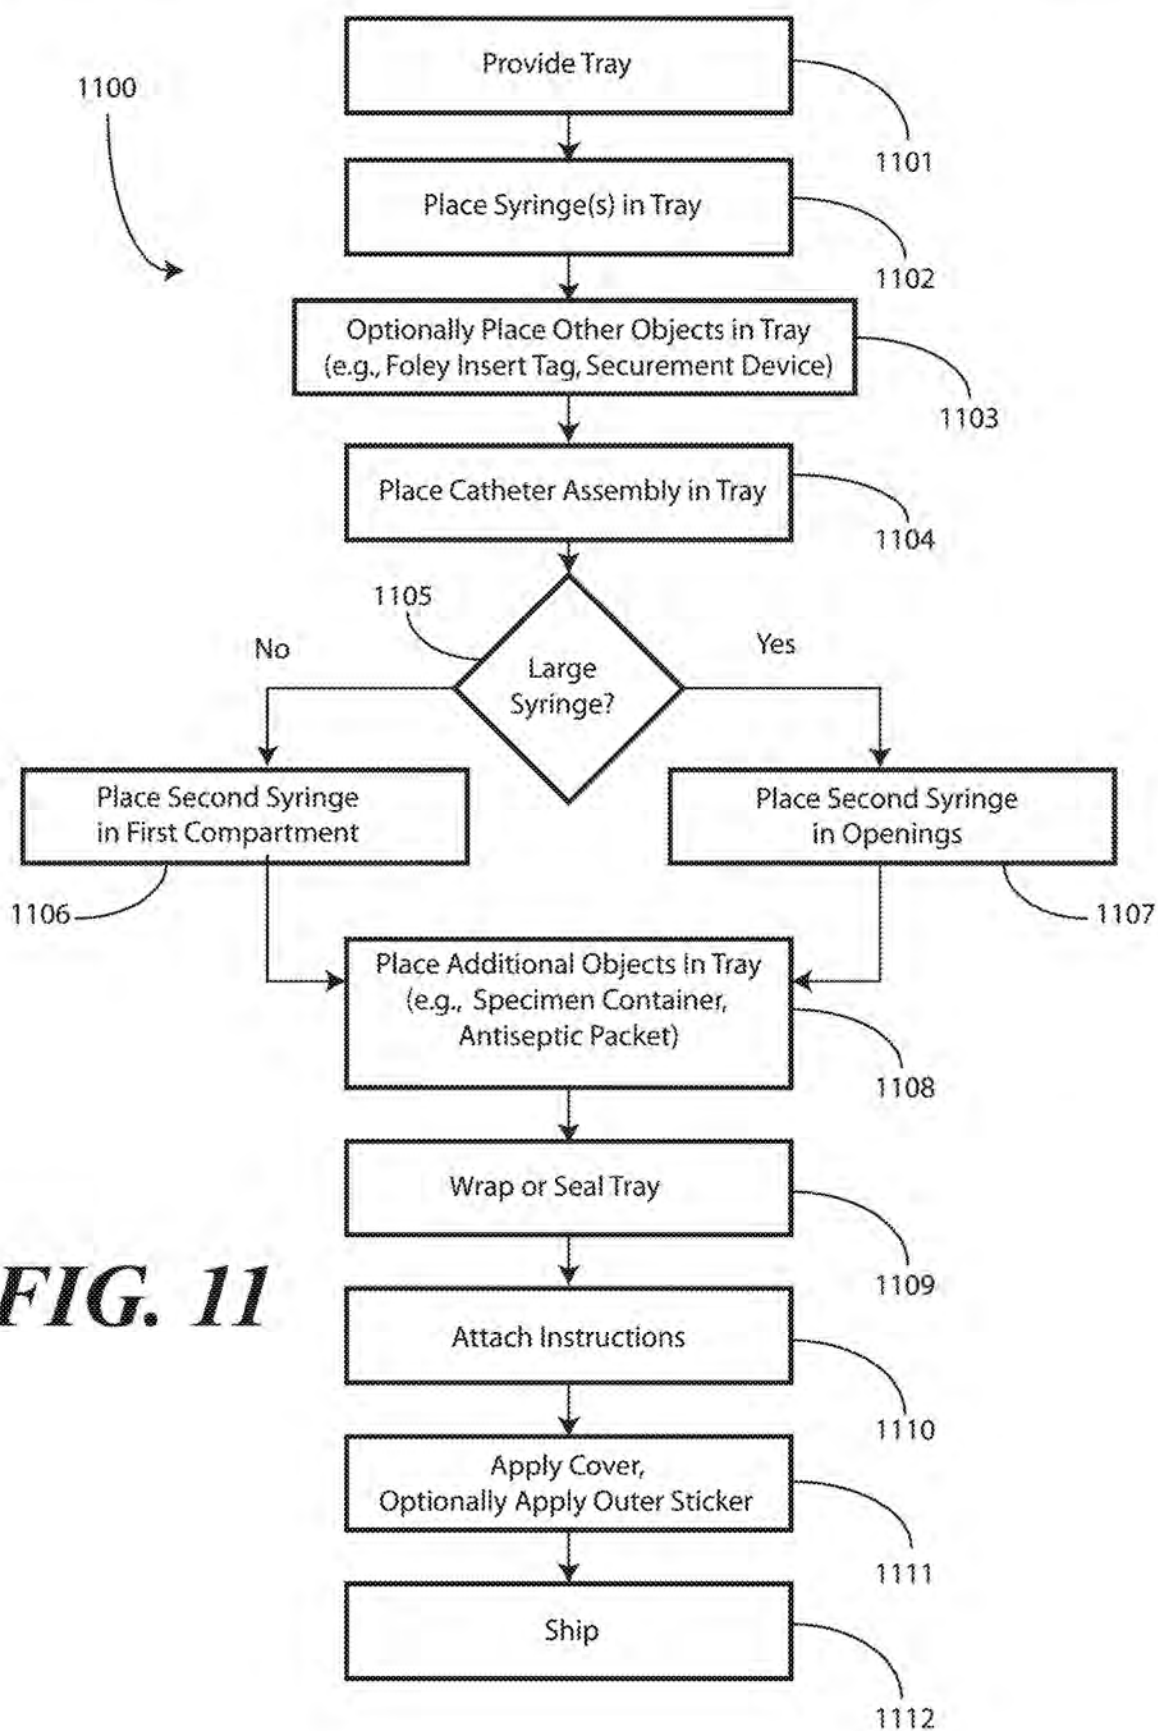 Provide Tray
1100
1101
Place Syringe(s) in Tray
1102
Optionally Place Other Objects in Tray
(e.g., Foley Insert Tag, Securement Device)
1103
Place Catheter Assembly in Tray
1104
1105
No
Yes
Large
Syringe?
Place Second Syringe
in First Compartment
Place Second Syringe
in Openings
1106
1107
Place Additional Objects in Tray
(e.g., Specimen Container,
Antiseptic Packet)
1108
Wrap or Seal Tray
1109
FIG. 11
Attach Instructions
1110
Apply Cover,
Optionally Apply Outer Sticker
1111
Ship
1112